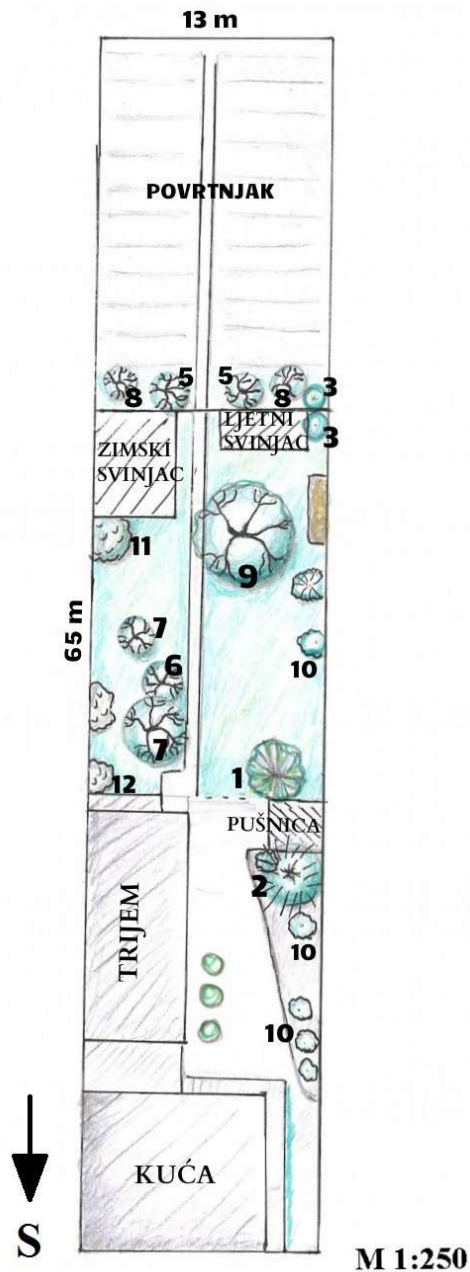 13 m
POVRTNJAK
8
5
5
8
3
3
ZIMSKI
SVINJAC
LJETNI
SVINJAC
11
9
7
10
6
65 m
7
12
1
PUŠNICA
2
10
TRIJEM
10
KUĆA
S
M 1:250